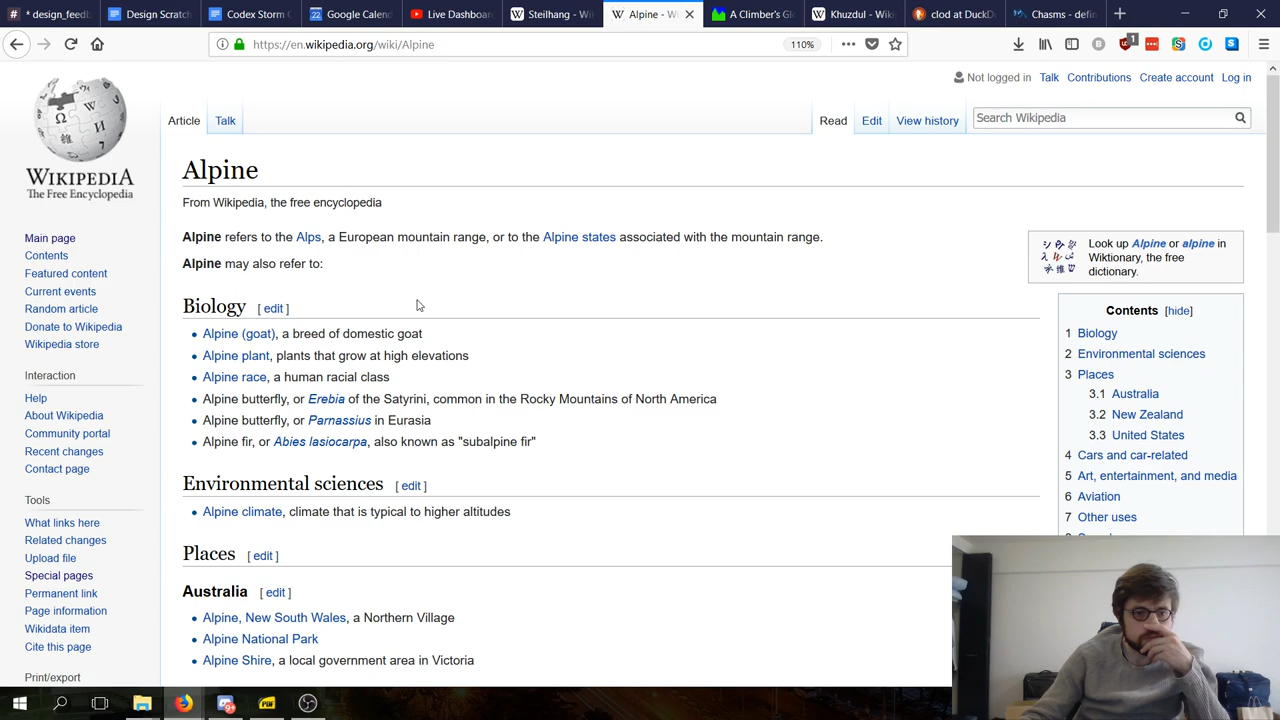 * design_feedb
Design Scratch
Codex Storm C
Google Calend
Live Dashboard
Steilhang - Wi
Alpine - W
A Climber's Gl
Khuzdul - Wiki
clod at DuckD
Chasms - defin
https://en.wikipedia.org/wiki/Alpine
110%
1
Not logged in Talk Contributions Create account Log in
Article Talk
Read Edit View history
Search Wikipedia
WIKIPEDIA
The Free Encyclopedia
Main page
Contents
Featured content
Current events
Random article
Donate to Wikipedia
Wikipedia store
Interaction
Help
About Wikipedia
Community portal
Recent changes
Contact page
Tools
What links here
Related changes
Upload file
Special pages
Permanent link
Page information
Wikidata item
Cite this page
Print/export
Alpine
From Wikipedia, the free encyclopedia
Alpine refers to the Alps, a European mountain range, or to the Alpine states associated with the mountain range.
Alpine may also refer to:
Biology [ edit ]
Alpine (goat), a breed of domestic goat
Alpine plant, plants that grow at high elevations
Alpine race, a human racial class
Alpine butterfly, or Erebia of the Satyrini, common in the Rocky Mountains of North America
Alpine butterfly, or Parnassius in Eurasia
Alpine fir, or Abies lasiocarpa, also known as "subalpine fir"
Environmental sciences [ edit ]
Alpine climate, climate that is typical to higher altitudes
Places [ edit ]
Australia [ edit ]
Alpine, New South Wales, a Northern Village
Alpine National Park
Alpine Shire, a local government area in Victoria
Look up Alpine or alpine in
Wiktionary, the free
dictionary.
Contents [hide]
1 Biology
2 Environmental sciences
3 Places
3.1 Australia
3.2 New Zealand
3.3 United States
4 Cars and car-related
5 Art, entertainment, and media
6 Aviation
7 Other uses